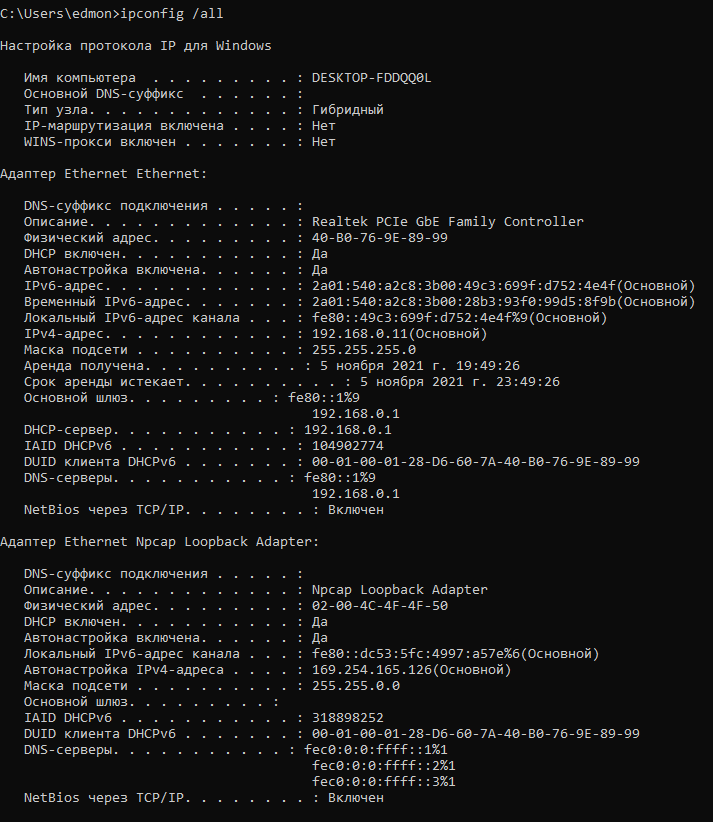 C:\Users\edmon>ipconfig /all
Настройка протокола IP для Windows
Имя компьютера . . . . . . . . . : DESKTOP-FDDQQ0L
Основной DNS-суффикс . . . . . . :
Тип узла. . . . . . . . . . . . . : Гибридный
IP-маршрутизация включена . . . . : Нет
WINS-прокси включен . . . . . . . : Нет
Адаптер Ethernet Ethernet:
DNS-суффикс подключения . . . . . :
Описание. . . . . . . . . . . . . : Realtek PCIe GbE Family Controller
Физический адрес. . . . . . . . . : 40-B0-76-9E-89-99
DHCP включен. . . . . . . . . . . : Да
Автонастройка включена. . . . . . : Да
IPv6-адрес. . . . . . . . . . . . : 2a01:540:a2c8:3b00:49c3:699f:d752:4e4f(Основной)
Временный IPv6-адрес. . . . . . . : 2a01:540:a2c8:3b00:28b3:93f0:99d5:8f9b(Основной)
Локальный IPv6-адрес канала . . . : fe80::49c3:699f:d752:4e4f%9(Основной)
IPv4-адрес. . . . . . . . . . . . : 192.168.0.11(Основной)
Маска подсети . . . . . . . . . . : 255.255.255.0
Аренда получена. . . . . . . . . . : 5 ноября 2021 г. 19:49:26
Срок аренды истекает. . . . . . . . . . : 5 ноября 2021 г. 23:49:26
Основной шлюз. . . . . . . . . : fe80::1%9
192.168.0.1
DHCP-сервер. . . . . . . . . . . : 192.168.0.1
IAID DHCPv6 . . . . . . . . . . . : 104902774
DUID клиента DHCPv6 . . . . . . . : 00-01-00-01-28-D6-60-7A-40-B0-76-9E-89-99
DNS-серверы. . . . . . . . . . . : fe80::1%9
192.168.0.1
NetBios через TCP/IP. . . . . . . . : Включен
Адаптер Ethernet Npcap Loopback Adapter:
DNS-суффикс подключения . . . . . :
Описание. . . . . . . . . . . . . : Npcap Loopback Adapter
Физический адрес. . . . . . . . . : 02-00-4C-4F-4F-50
DHCP включен. . . . . . . . . . . : Да
Автонастройка включена. . . . . . : Да
Локальный IPv6-адрес канала . . . : fe80::dc53:5fc:4997:a57e%6(Основной)
Автонастройка IPv4-адреса . . . . : 169.254.165.126(Основной)
Маска подсети . . . . . . . . . . : 255.255.0.0
Основной шлюз. . . . . . . . . :
IAID DHCPv6 . . . . . . . . . . . : 318898252
DUID клиента DHCPv6 . . . . . . . : 00-01-00-01-28-D6-60-7A-40-B0-76-9E-89-99
DNS-серверы. . . . . . . . . . . : fec0:0:0:ffff::1%1
fec0:0:0:ffff::2%1
fec0:0:0:ffff::3%1
NetBios через TCP/IP. . . . . . . . : Включен